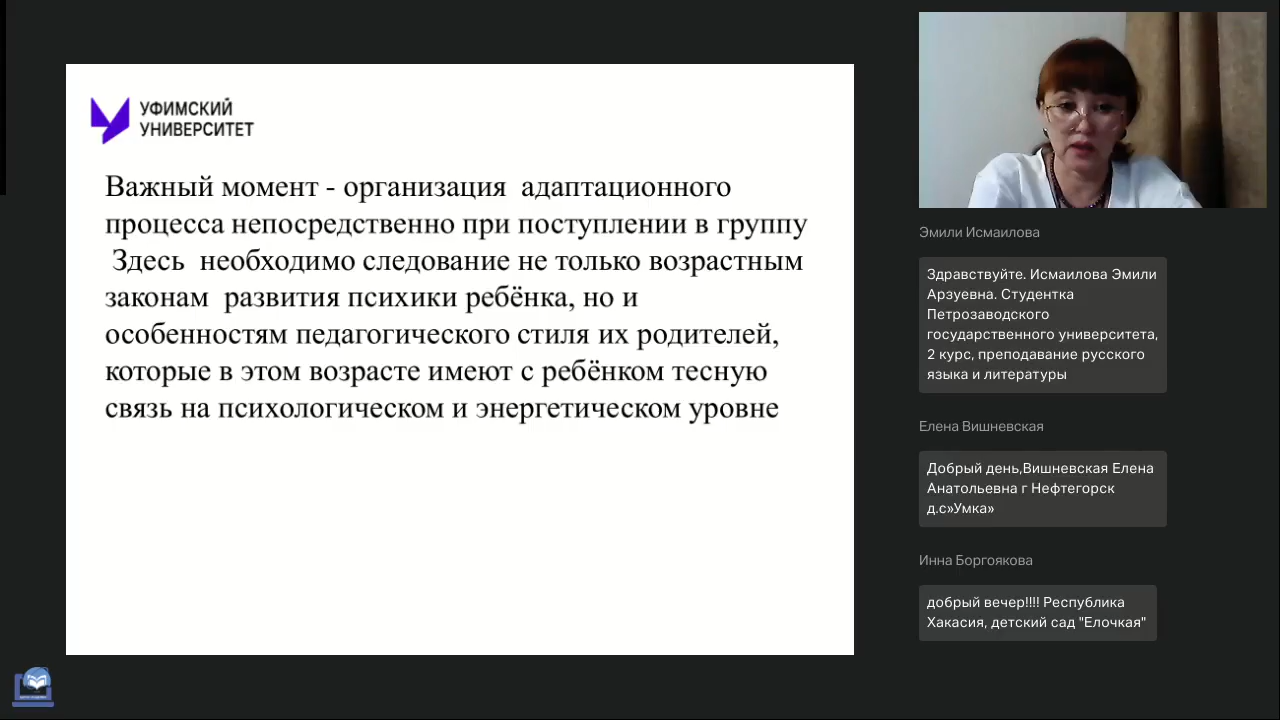 УФИМСКИЙ
УНИВЕРСИТЕТ
Важный момент - организация  адаптационного
процесса непосредственно при поступлении в группу
Здесь  необходимо следование не только возрастным
законам  развития психики ребёнка, но и
особенностям педагогического стиля их родителей,
которые в этом возрасте имеют с ребёнком тесную
связь на психологическом и энергетическом уровне
Эмили Исмаилова
Здравствуйте. Исмаилова Эмили
Арзуевна. Студентка
Петрозаводского
государственного университета,
2 курс, преподавание русского
языка и литературы
Елена Вишневская
Добрый день,Вишневская Елена
Анатольевна г Нефтегорск
д.с»Умка»
Инна Боргоякова
добрый вечер!!!! Республика
Хакасия, детский сад "Елочкая"